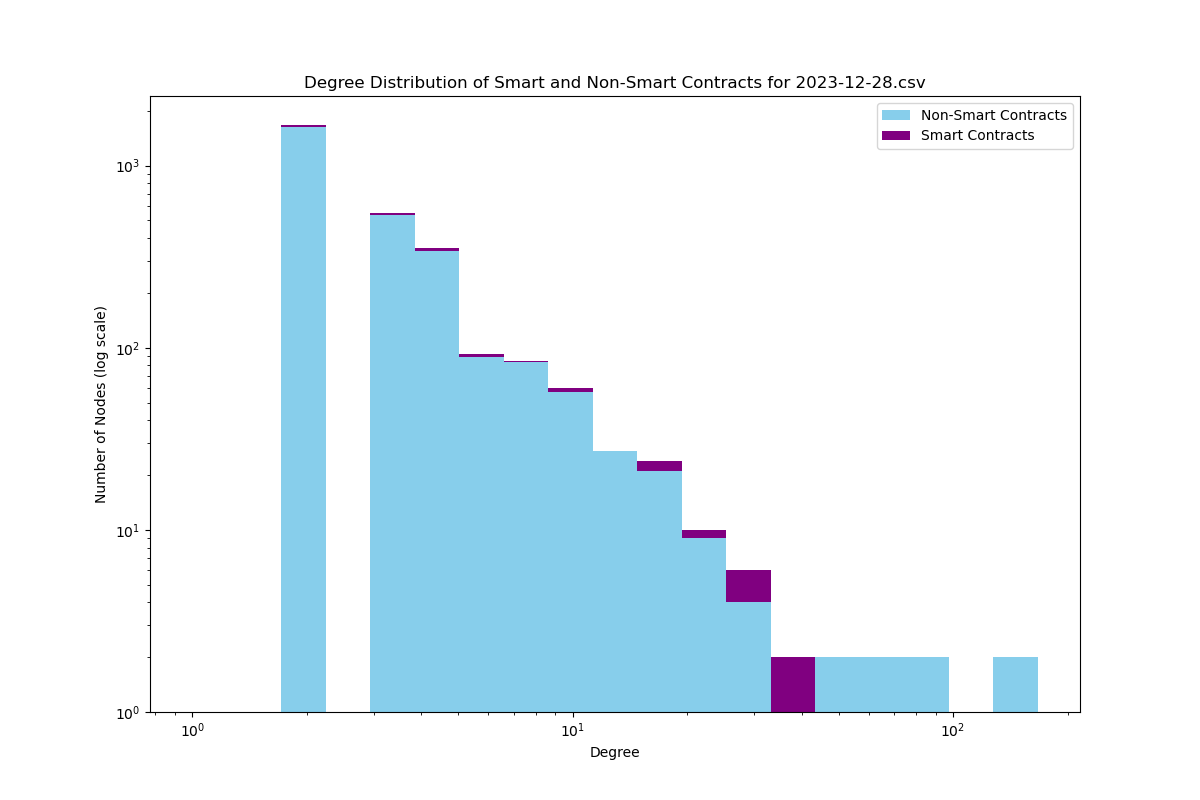 Degree Distribution of Smart and Non-Smart Contracts for 2023-12-28.csv
Non-Smart Contracts
Smart Contracts
Number of Nodes (log scale)
10³
10²
10¹
10⁰
10⁰ 10¹ 10²
Degree